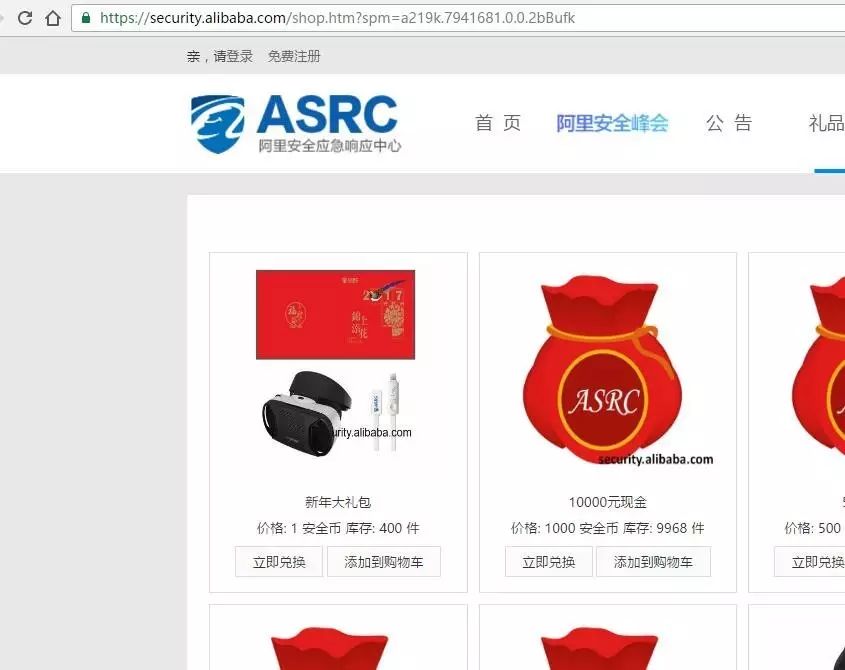 https://security.alibaba.com/shop.htm?spm=a219k.7941681.0.0.2bBufk
亲，请登录 免费注册
ASRC
阿里安全应急响应中心
首 页 阿里安全峰会 公 告 礼品
2017
錦上添花
ASRC
urity.alibaba.com
security.alibaba.com
新年大礼包
10000元现金
价格: 1 安全币 库存: 400 件
价格: 1000 安全币 库存: 9968 件
价格: 500
立即兑换 添加到购物车
立即兑换 添加到购物车
立即兑换